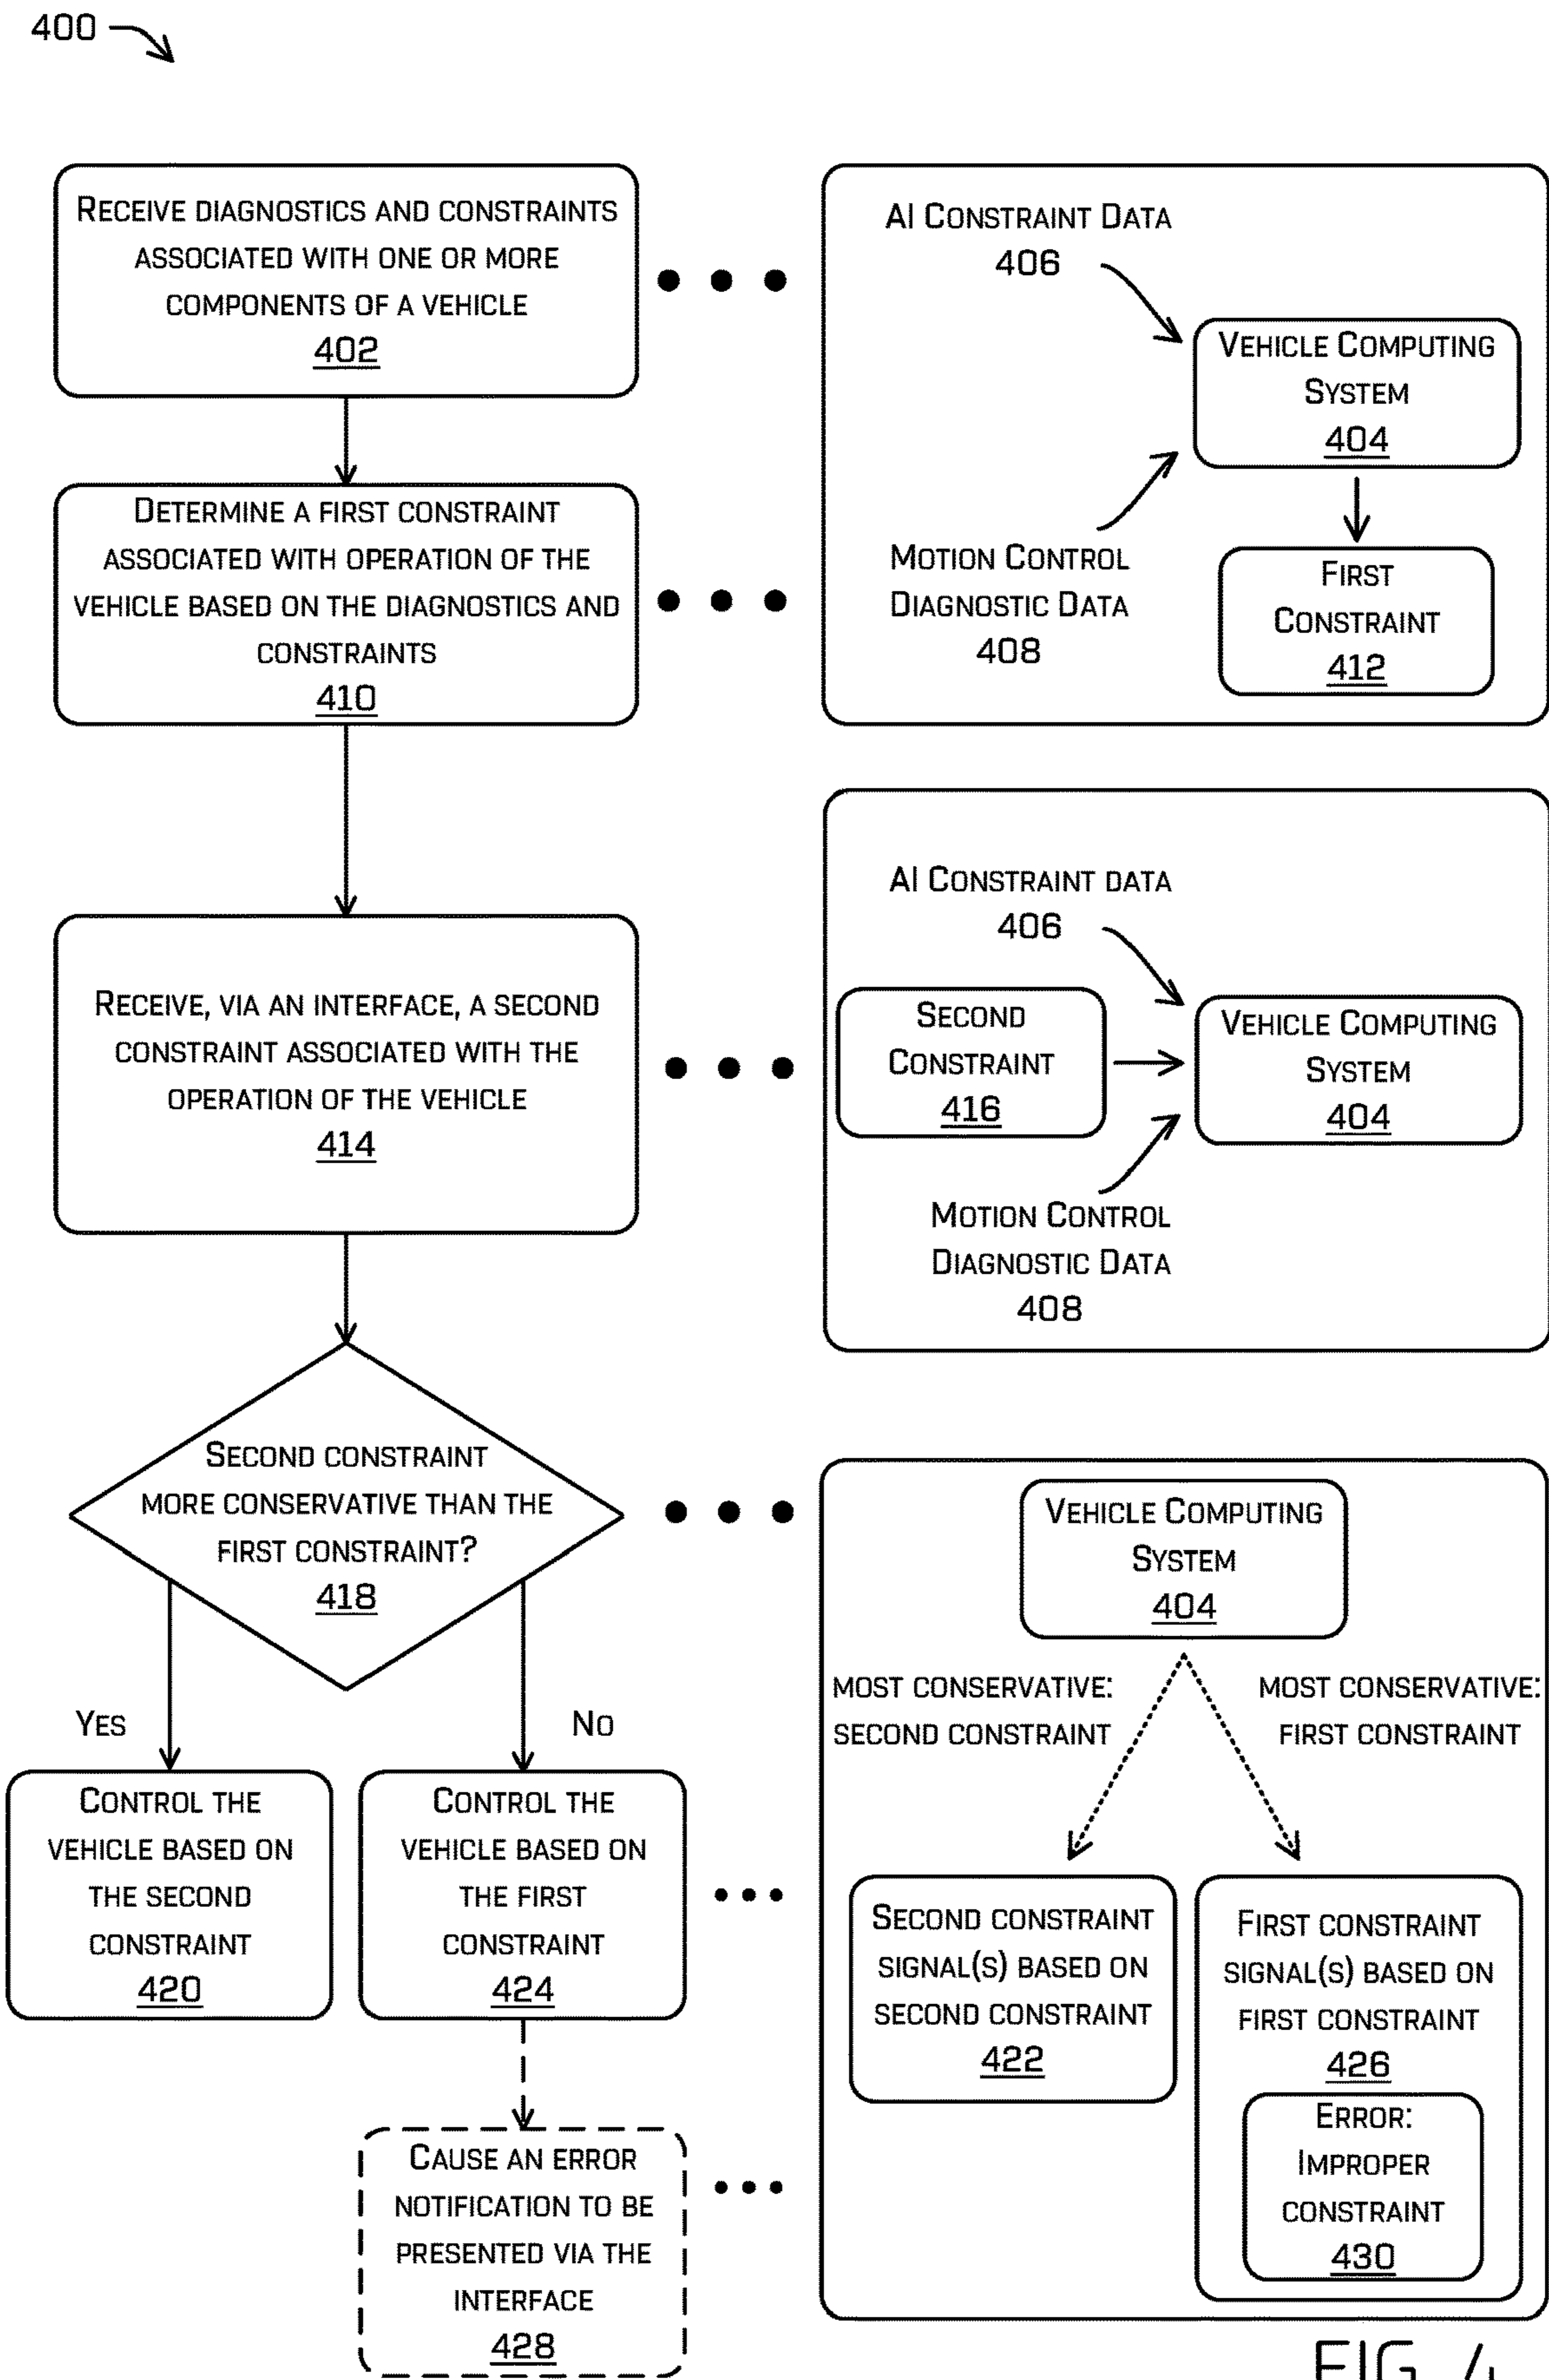 400
RECEIVE DIAGNOSTICS AND CONSTRAINTS
ASSOCIATED WITH ONE OR MORE
COMPONENTS OF A VEHICLE
402
AI CONSTRAINT DATA
406
VEHICLE COMPUTING
SYSTEM
404
MOTION CONTROL
DIAGNOSTIC DATA
408
FIRST
CONSTRAINT
412
DETERMINE A FIRST CONSTRAINT
ASSOCIATED WITH OPERATION OF THE
VEHICLE BASED ON THE DIAGNOSTICS AND
CONSTRAINTS
410
RECEIVE, VIA AN INTERFACE, A SECOND
CONSTRAINT ASSOCIATED WITH THE
OPERATION OF THE VEHICLE
414
AI CONSTRAINT DATA
406
SECOND
CONSTRAINT
416
VEHICLE COMPUTING
SYSTEM
404
MOTION CONTROL
DIAGNOSTIC DATA
408
SECOND CONSTRAINT
MORE CONSERVATIVE THAN THE
FIRST CONSTRAINT?
418
YES
NO
VEHICLE COMPUTING
SYSTEM
404
MOST CONSERVATIVE:
SECOND CONSTRAINT
MOST CONSERVATIVE:
FIRST CONSTRAINT
CONTROL THE
VEHICLE BASED ON
THE SECOND
CONSTRAINT
420
CONTROL THE
VEHICLE BASED ON
THE FIRST
CONSTRAINT
424
SECOND CONSTRAINT
SIGNAL(S) BASED ON
SECOND CONSTRAINT
422
FIRST CONSTRAINT
SIGNAL(S) BASED ON
FIRST CONSTRAINT
426
ERROR:
IMPROPER
CONSTRAINT
430
CAUSE AN ERROR
NOTIFICATION TO BE
PRESENTED VIA THE
INTERFACE
428
FIG. 4